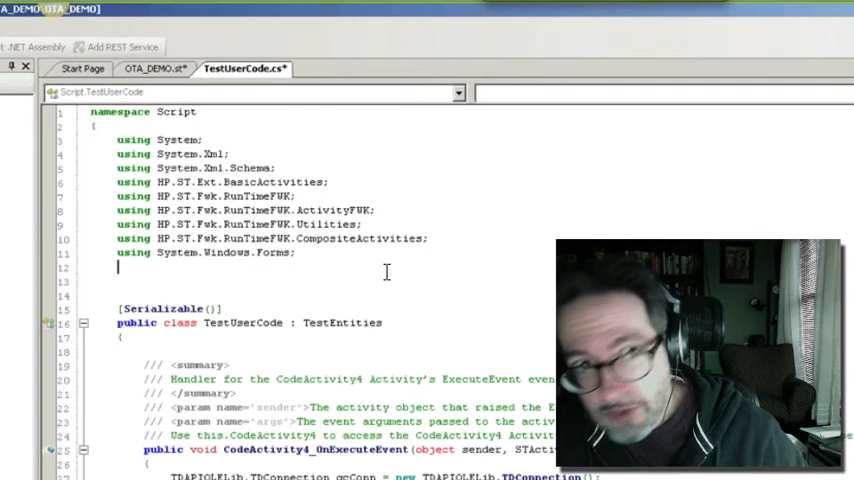 A_DEMO\OTA_DEMO]
t .NET Assembly Add REST Service
Start Page OTA_DEMO.st* TestUserCode.cs*
Script.TestUserCode
1 namespace Script
2 {
3 using System;
4 using System.Xml;
5 using System.Xml.Schema;
6 using HP.ST.Ext.BasicActivities;
7 using HP.ST.Fwk.RunTimeFWK;
8 using HP.ST.Fwk.RunTimeFWK.ActivityFWK;
9 using HP.ST.Fwk.RunTimeFWK.Utilities;
10 using HP.ST.Fwk.RunTimeFWK.CompositeActivities;
11 using System.Windows.Forms;
12
13
14
15 [Serializable()]
16 public class TestUserCode : TestEntities
17 {
18
19 /// <summary>
20 /// Handler for the CodeActivity4 Activity's ExecuteEvent even
21 /// </summary>
22 /// <param name="sender">The activity object that raised the E
23 /// <param name="args">The event arguments passed to the activ
24 /// Use this.CodeActivity4 to access the CodeActivity4 Activi
25 public void CodeActivity4_OnExecuteEvent(object sender, STActiv
26 {
27 TDAPIOLELib.TDConnection qcConn = new TDAPIOLELib.TDConnection();